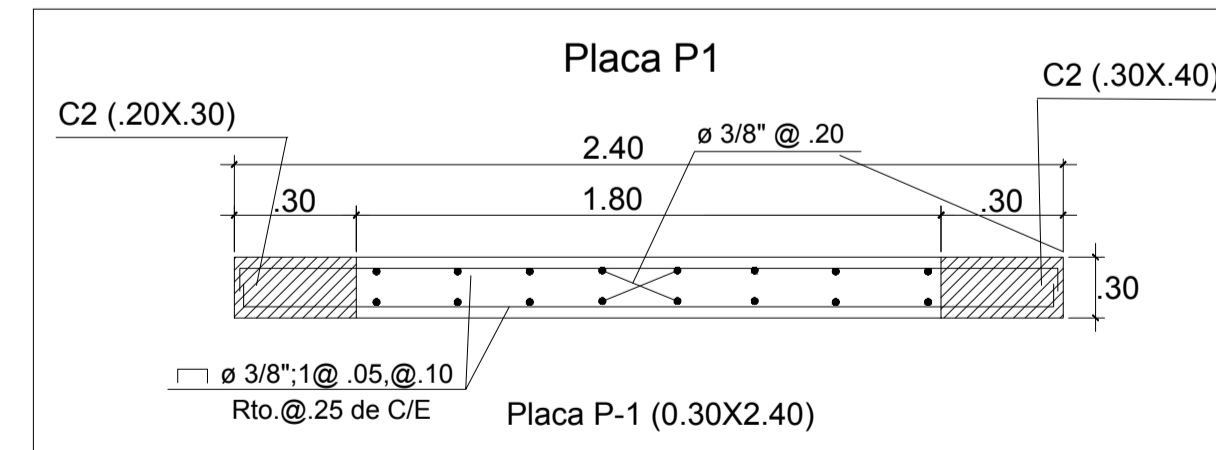 Placa P1
C2 (.20X.30)
C2 (.30X.40)
ø 3/8" @ .20
2.40
.30
1.80
.30
.30
ø 3/8";1@ .05,@.10
Rto.@.25 de C/E
Placa P-1 (0.30X2.40)